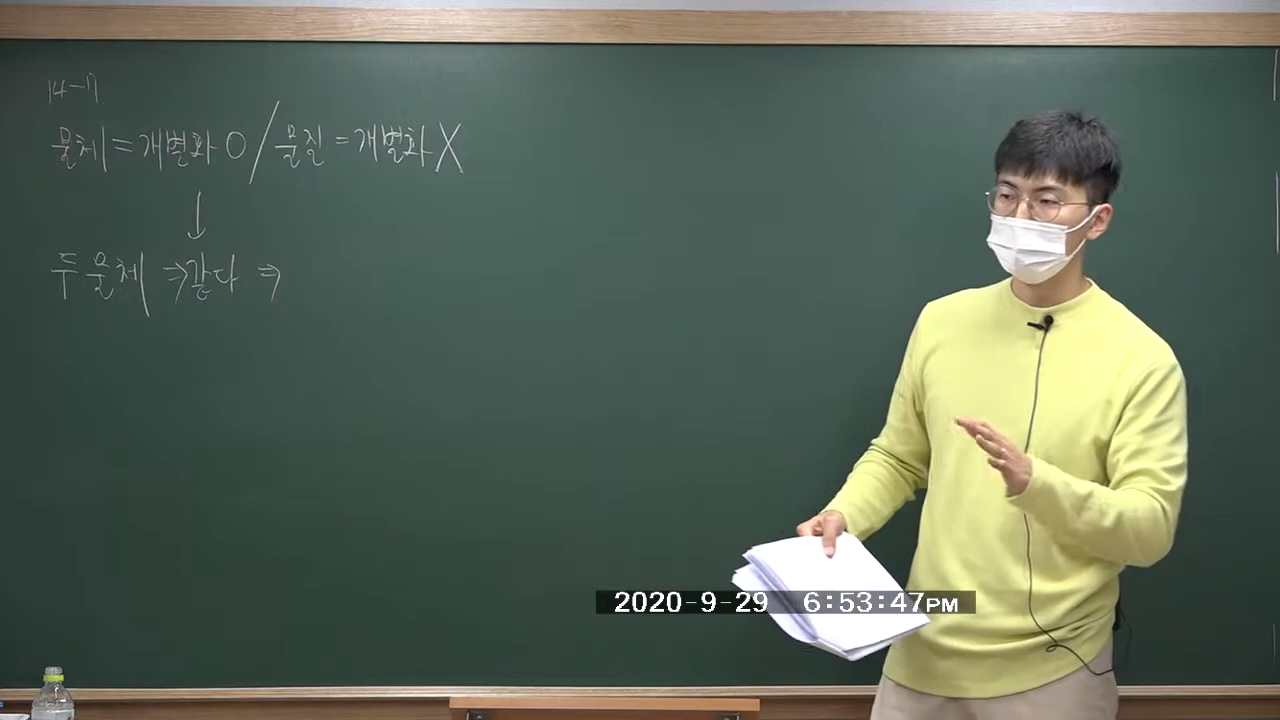 14-17
물체=개별화 O / 물질=개별화 X
↓
두 물체 ⇒ 같다 ⇒
2020-9-29 6:53:47PM